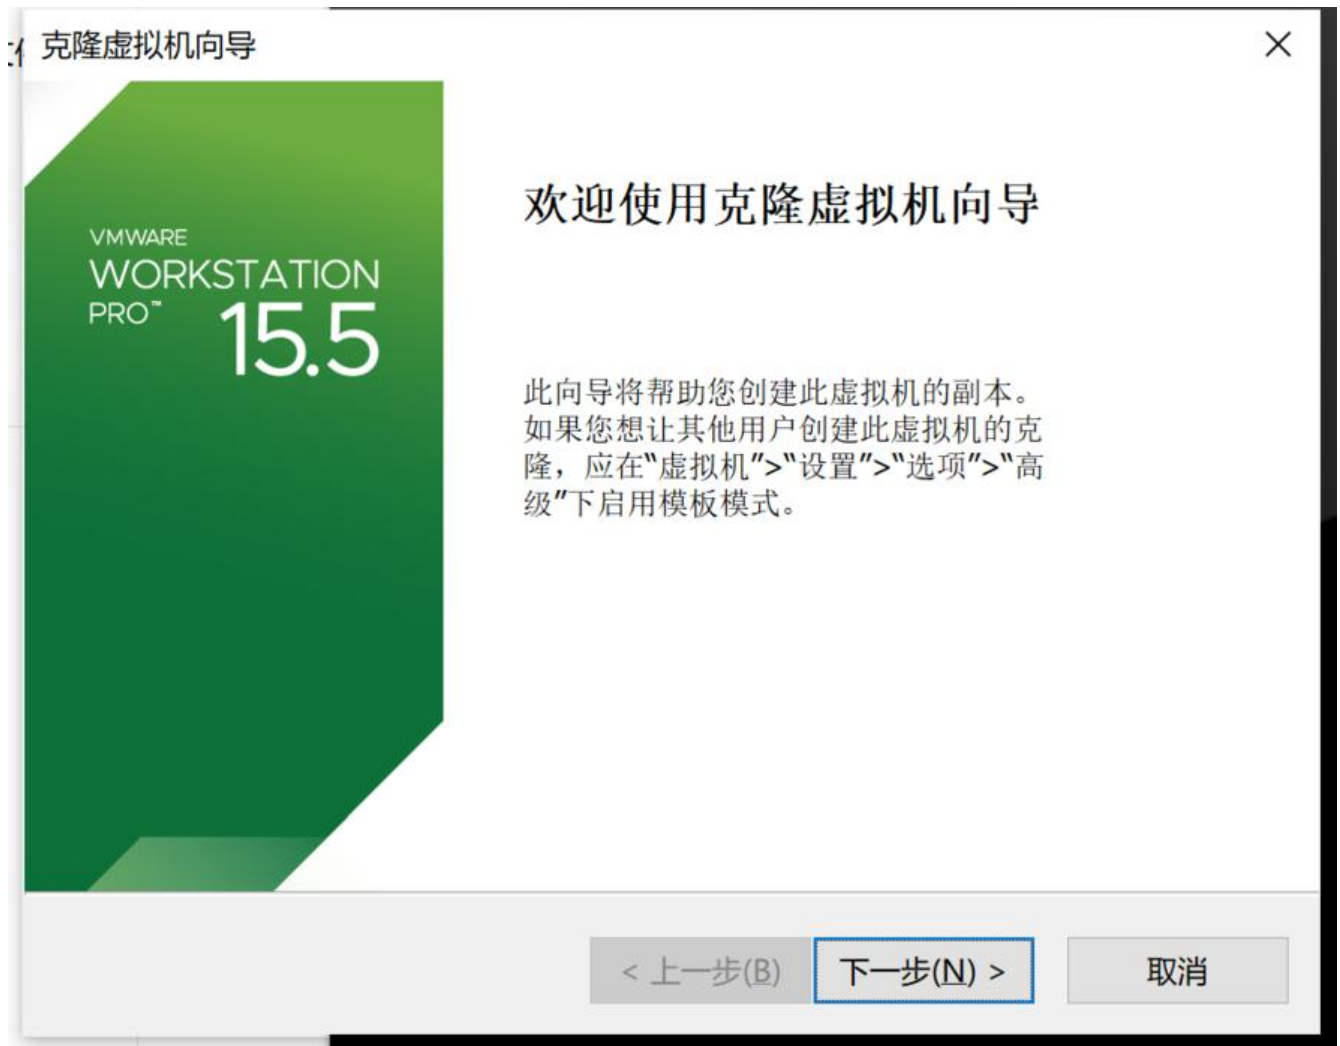 克隆虚拟机向导
VMWARE
WORKSTATION
PRO™
15.5
欢迎使用克隆虚拟机向导
此向导将帮助您创建此虚拟机的副本。
如果您想让其他用户创建此虚拟机的克
隆，应在“虚拟机”>“设置”>“选项”>“高
级”下启用模板模式。
< 上一步(B)
下一步(N) >
取消